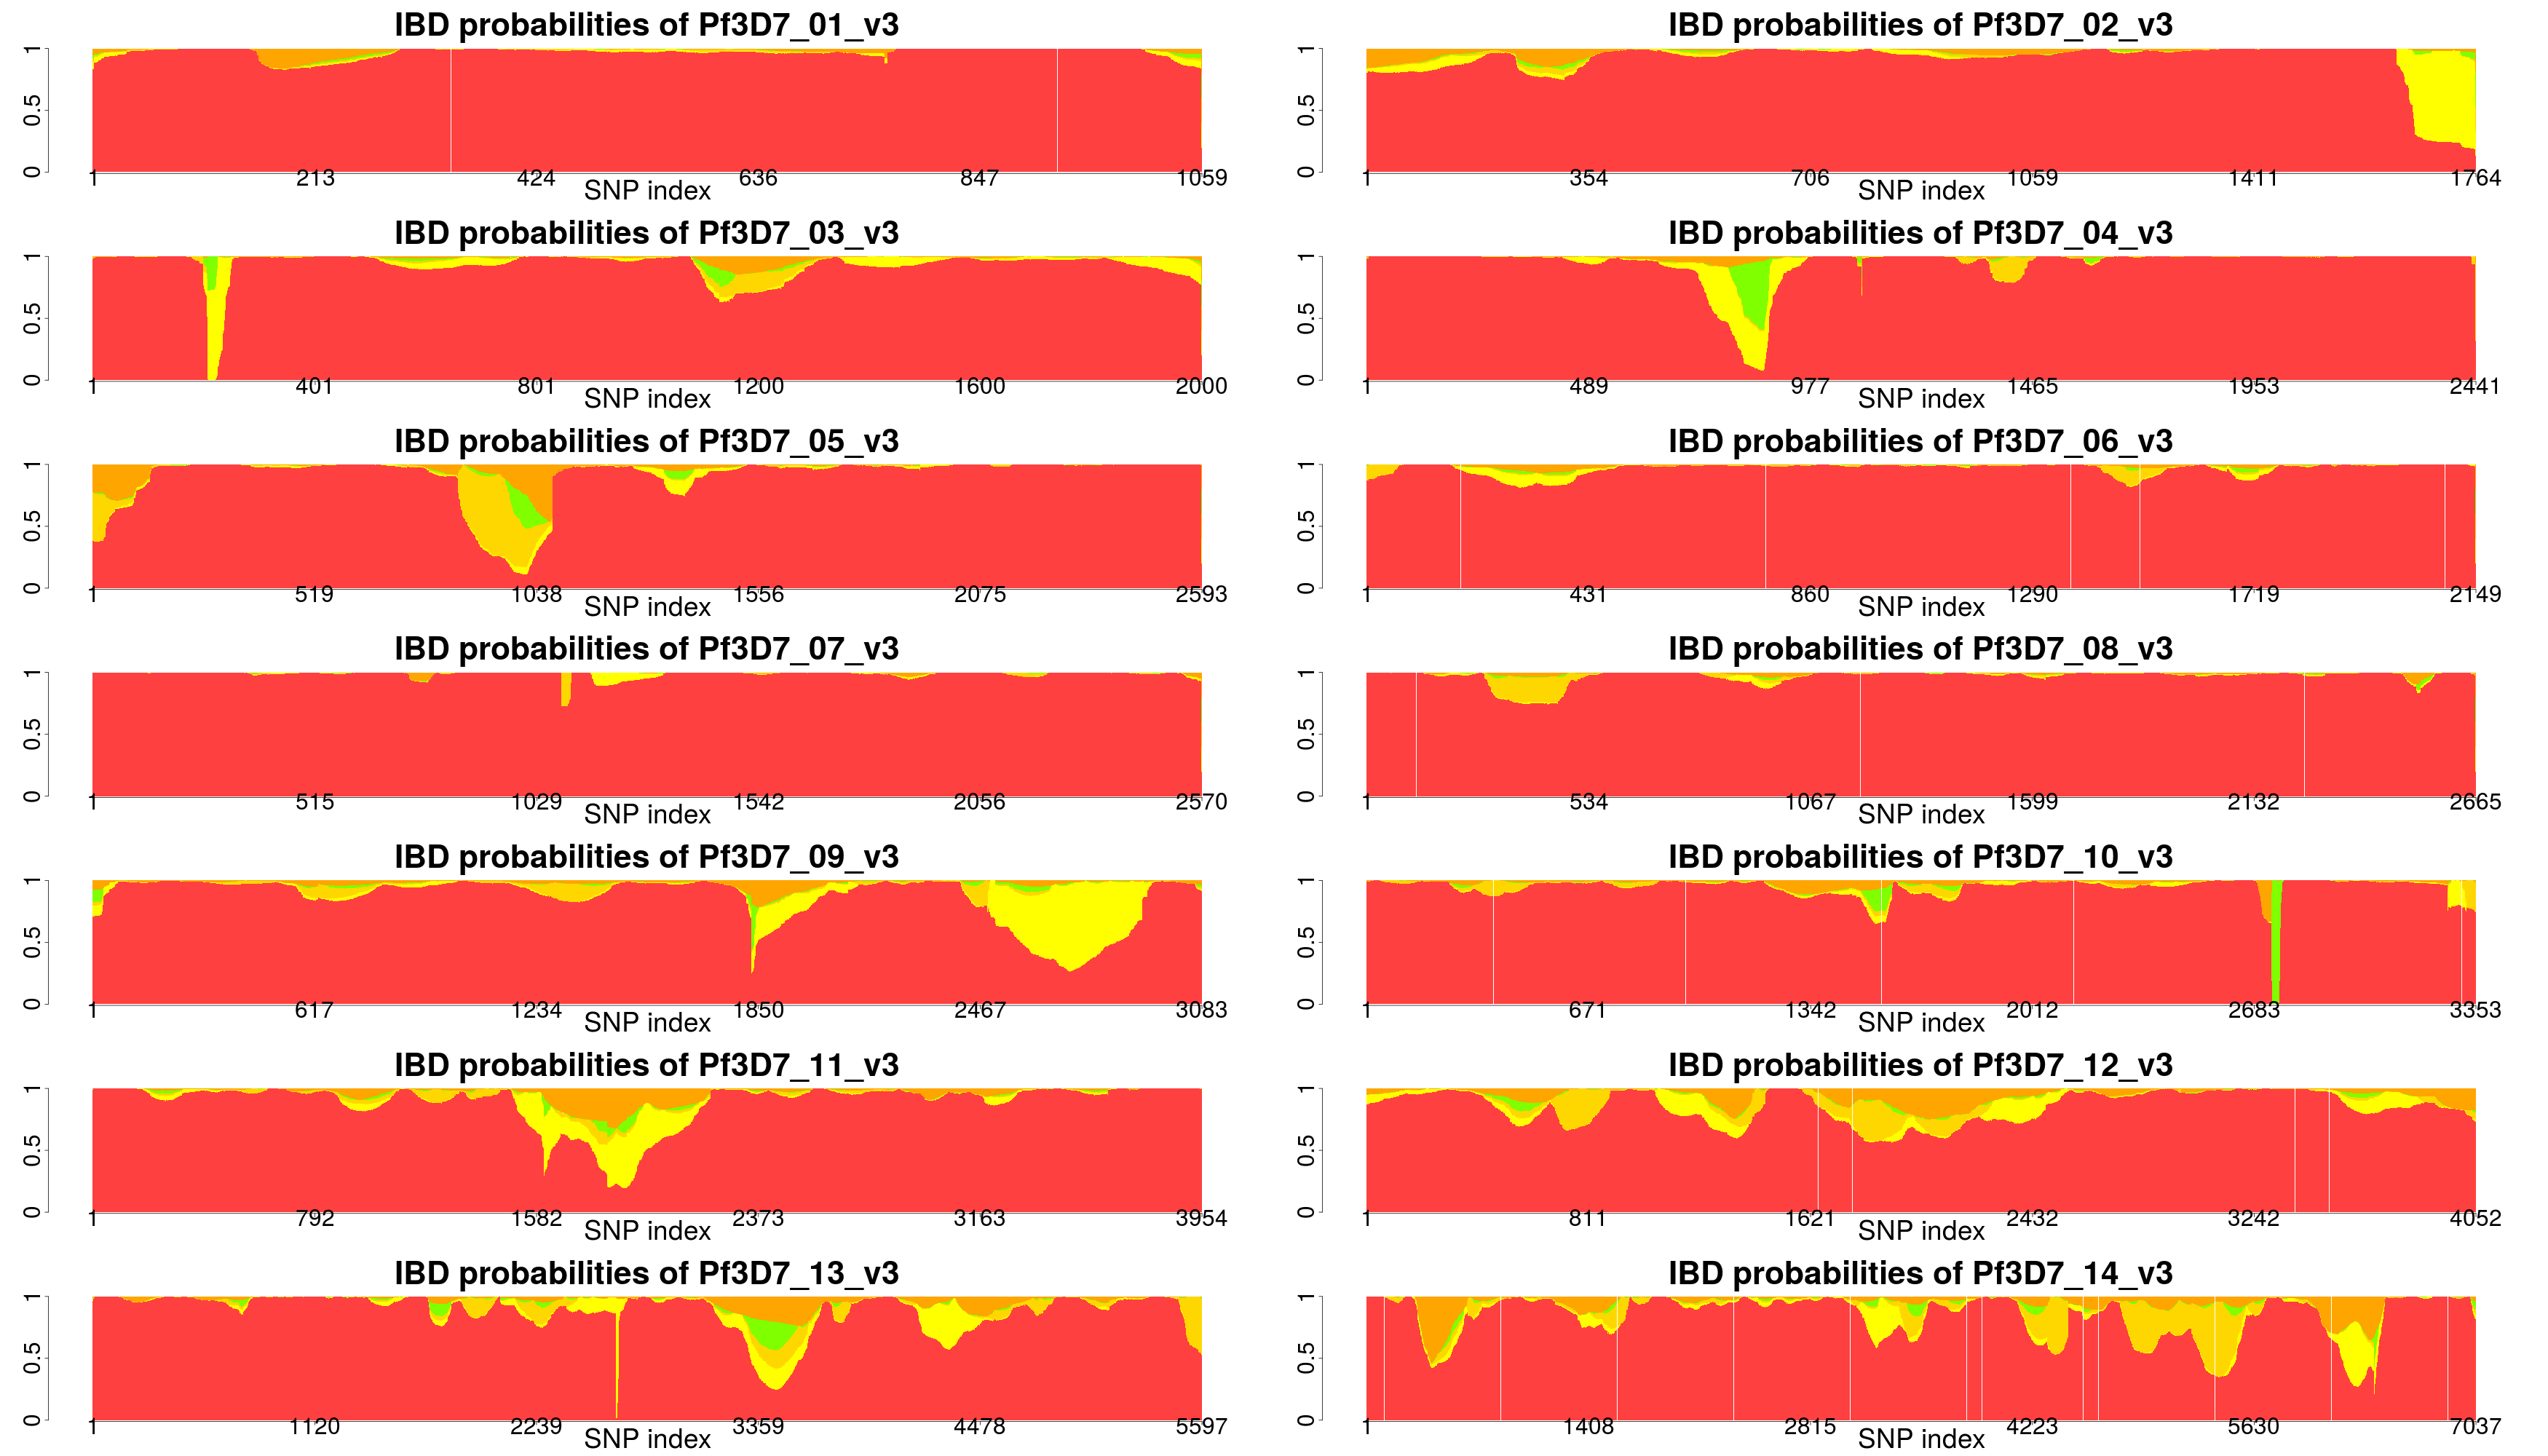 IBD probabilities of Pf3D7_01_v3
0 0.5 1
1 213 424 636 847 1059
SNP index
IBD probabilities of Pf3D7_02_v3
0 0.5 1
1 354 706 1059 1411 1764
SNP index
IBD probabilities of Pf3D7_03_v3
0 0.5 1
1 401 801 1200 1600 2000
SNP index
IBD probabilities of Pf3D7_04_v3
0 0.5 1
1 489 977 1465 1953 2441
SNP index
IBD probabilities of Pf3D7_05_v3
0 0.5 1
1 519 1038 1556 2075 2593
SNP index
IBD probabilities of Pf3D7_06_v3
0 0.5 1
1 431 860 1290 1719 2149
SNP index
IBD probabilities of Pf3D7_07_v3
0 0.5 1
1 515 1029 1542 2056 2570
SNP index
IBD probabilities of Pf3D7_08_v3
0 0.5 1
1 534 1067 1599 2132 2665
SNP index
IBD probabilities of Pf3D7_09_v3
0 0.5 1
1 617 1234 1850 2467 3083
SNP index
IBD probabilities of Pf3D7_10_v3
0 0.5 1
1 671 1342 2012 2683 3353
SNP index
IBD probabilities of Pf3D7_11_v3
0 0.5 1
1 792 1582 2373 3163 3954
SNP index
IBD probabilities of Pf3D7_12_v3
0 0.5 1
1 811 1621 2432 3242 4052
SNP index
IBD probabilities of Pf3D7_13_v3
0 0.5 1
1 1120 2239 3359 4478 5597
SNP index
IBD probabilities of Pf3D7_14_v3
0 0.5 1
1 1408 2815 4223 5630 7037
SNP index